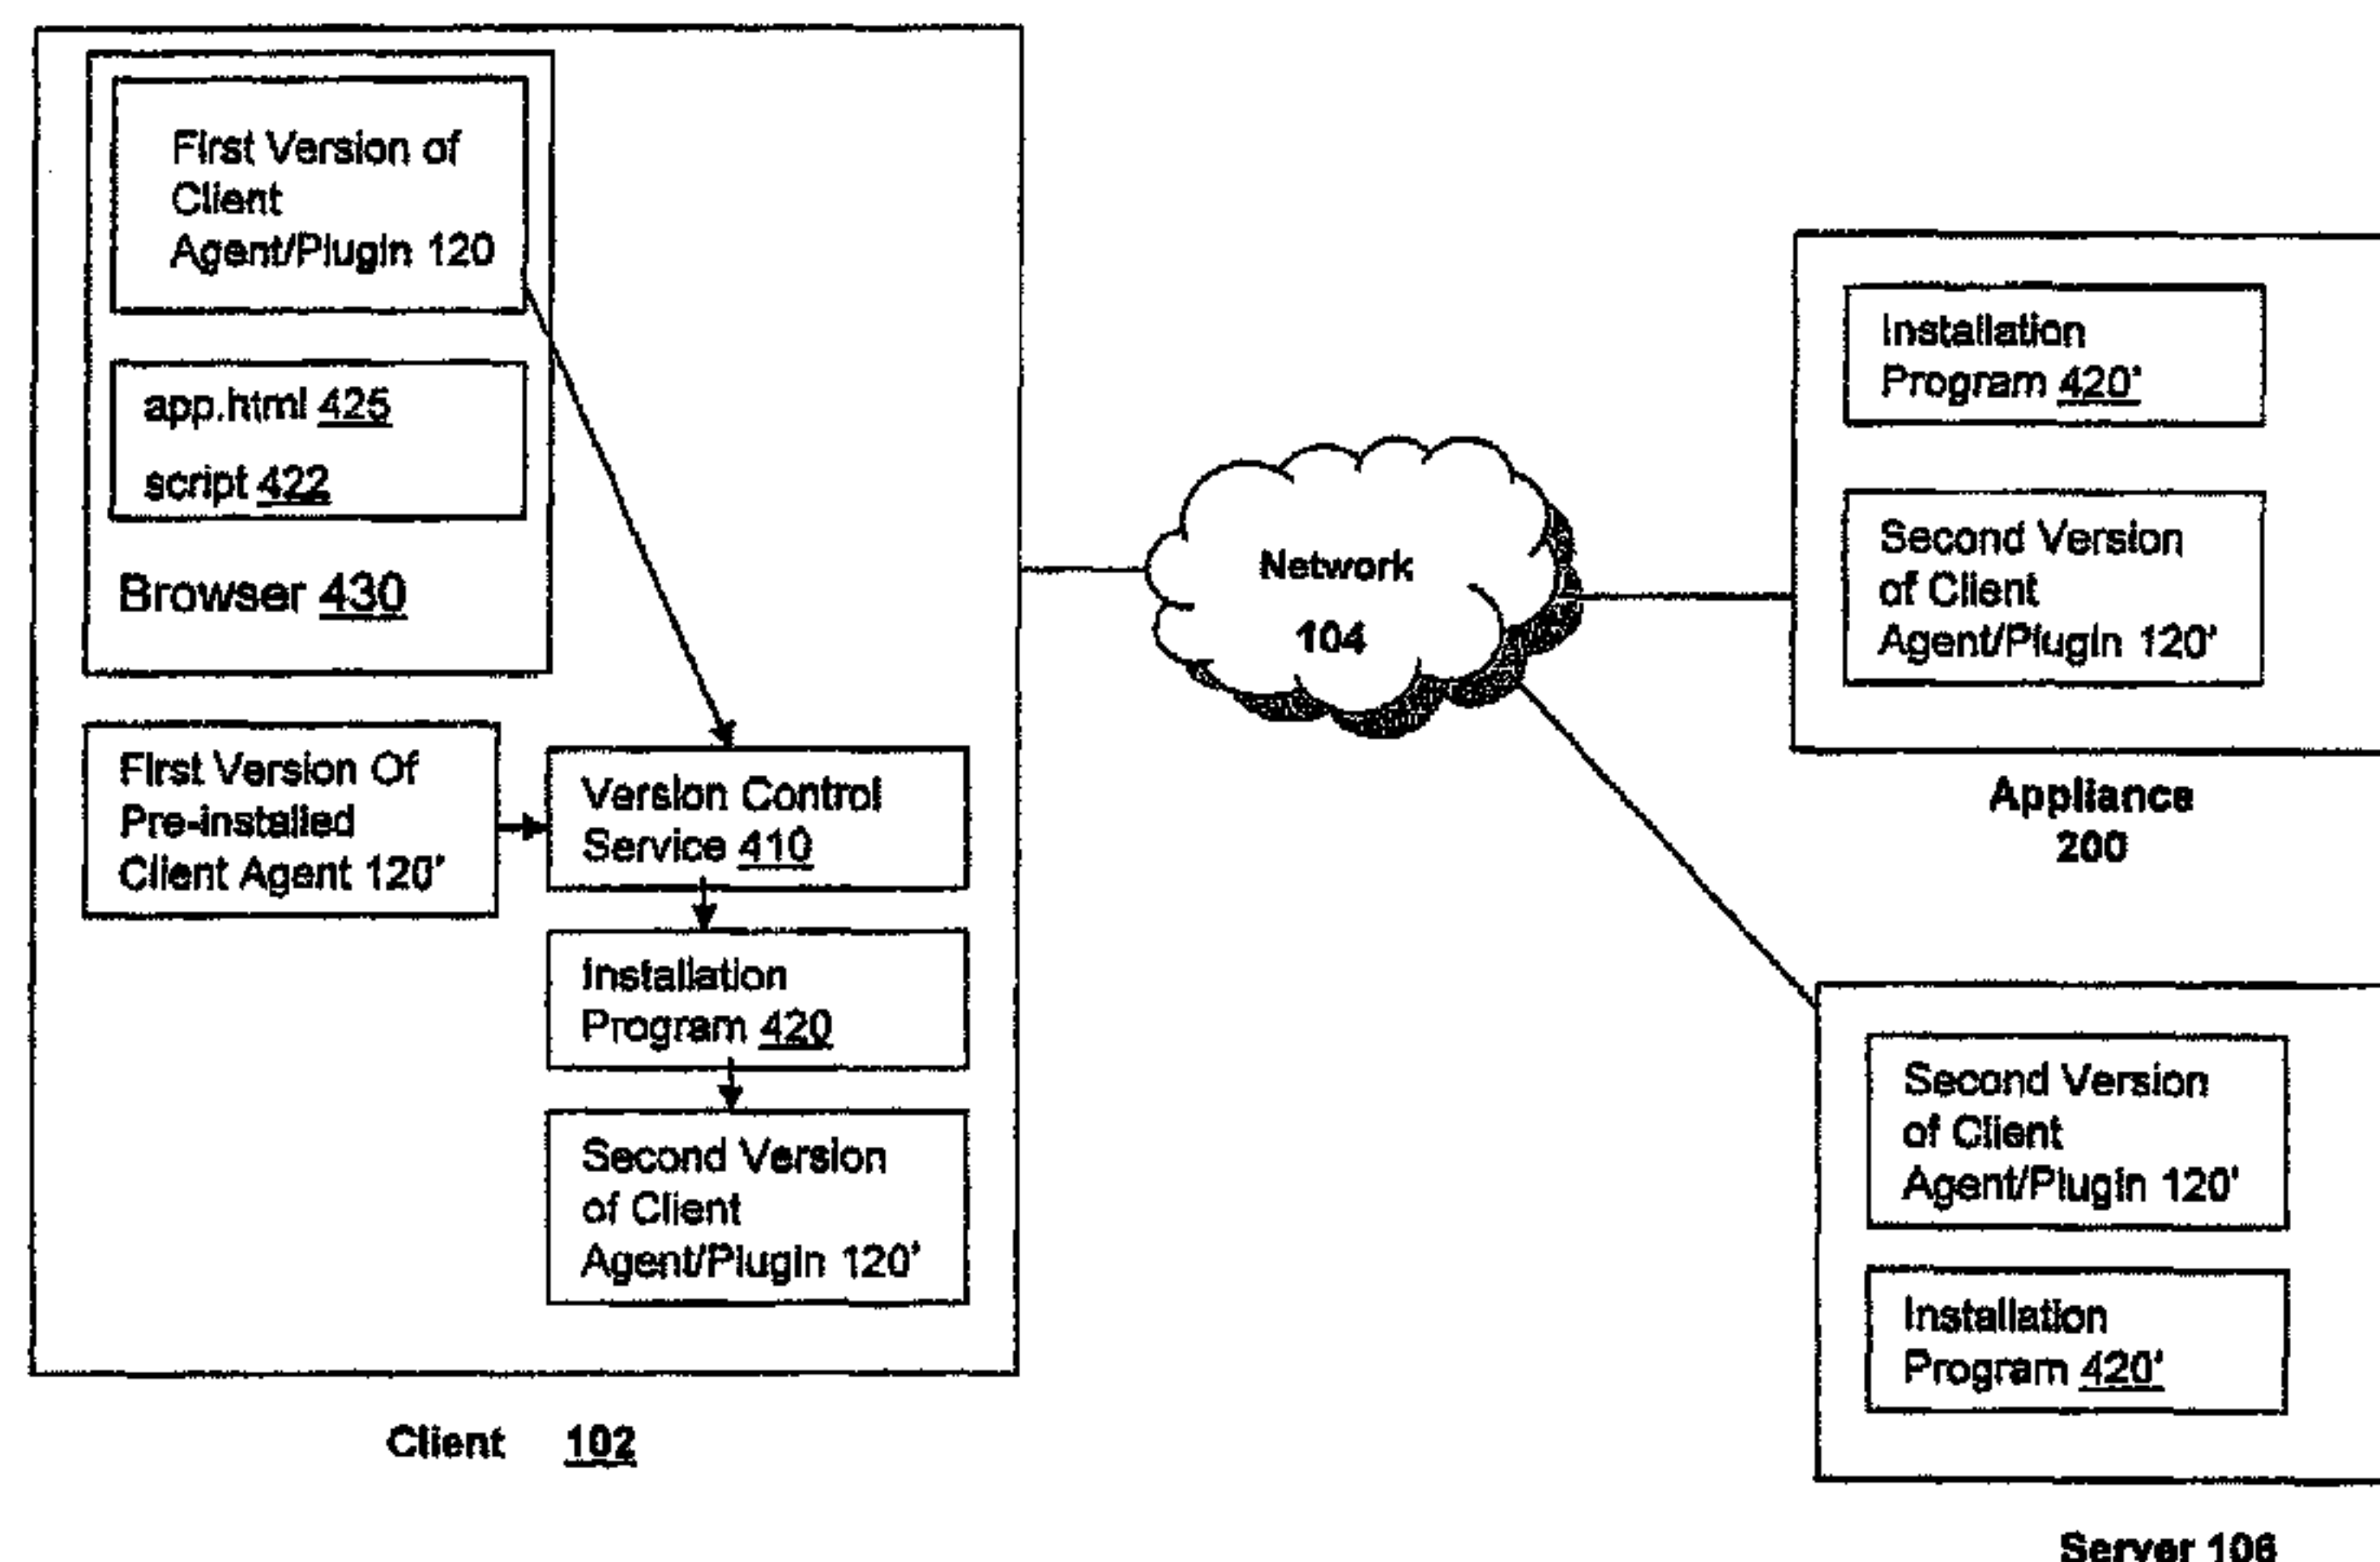 First Version of
Client
Agent/Plugin 120
app.html 425
script 422
Browser 430
First Version Of
Pre-installed
Client Agent 120'
Version Control
Service 410
Installation
Program 420
Second Version
of Client
Agent/Plugin 120'
Client 102
Network
104
Installation
Program 420'
Second Version
of Client
Agent/Plugin 120'
Appliance
200
Second Version
of Client
Agent/Plugin 120'
Installation
Program 420'
Server 106